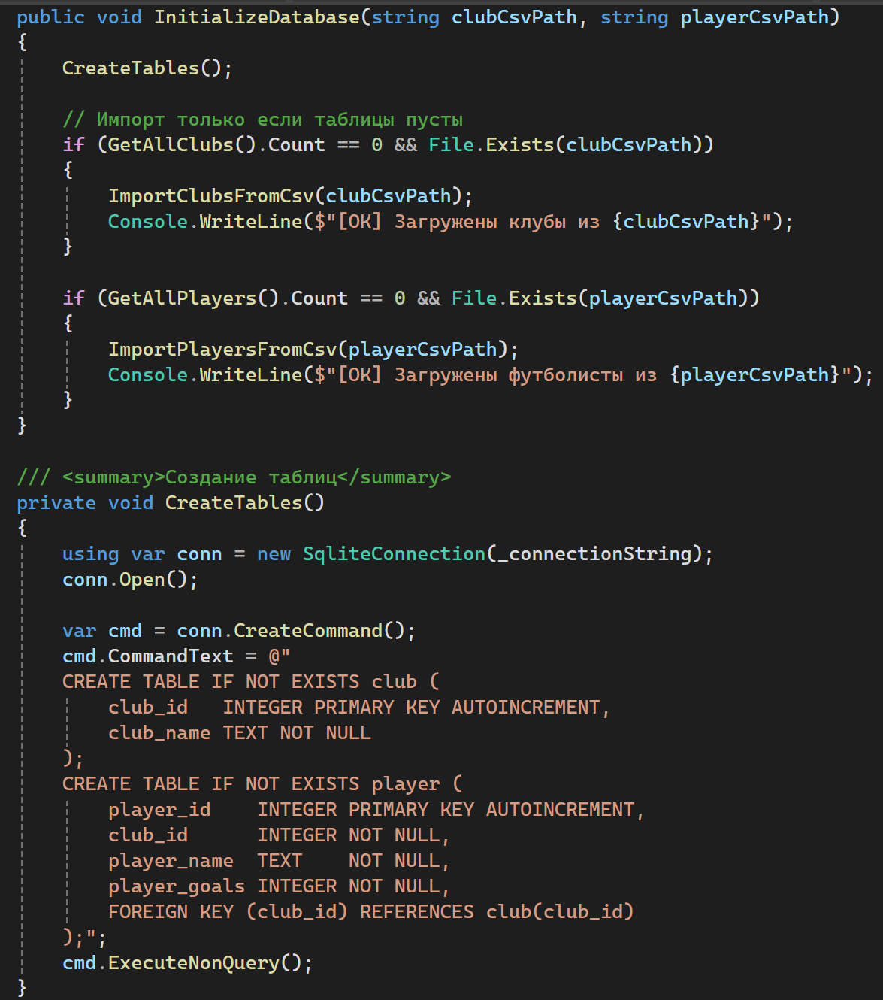 public void InitializeDatabase(string clubCsvPath, string playerCsvPath)
{
    CreateTables();

    // Импорт только если таблицы пусты
    if (GetAllClubs().Count == 0 && File.Exists(clubCsvPath))
    {
        ImportClubsFromCsv(clubCsvPath);
        Console.WriteLine($"[ОК] Загружены клубы из {clubCsvPath}");
    }

    if (GetAllPlayers().Count == 0 && File.Exists(playerCsvPath))
    {
        ImportPlayersFromCsv(playerCsvPath);
        Console.WriteLine($"[ОК] Загружены футболисты из {playerCsvPath}");
    }
}

/// <summary>Создание таблиц</summary>
private void CreateTables()
{
    using var conn = new SqliteConnection(_connectionString);
    conn.Open();

    var cmd = conn.CreateCommand();
    cmd.CommandText = @"
    CREATE TABLE IF NOT EXISTS club (
        club_id   INTEGER PRIMARY KEY AUTOINCREMENT,
        club_name TEXT NOT NULL
    );
    CREATE TABLE IF NOT EXISTS player (
        player_id    INTEGER PRIMARY KEY AUTOINCREMENT,
        club_id      INTEGER NOT NULL,
        player_name  TEXT    NOT NULL,
        player_goals INTEGER NOT NULL,
        FOREIGN KEY (club_id) REFERENCES club(club_id)
    );";
    cmd.ExecuteNonQuery();
}